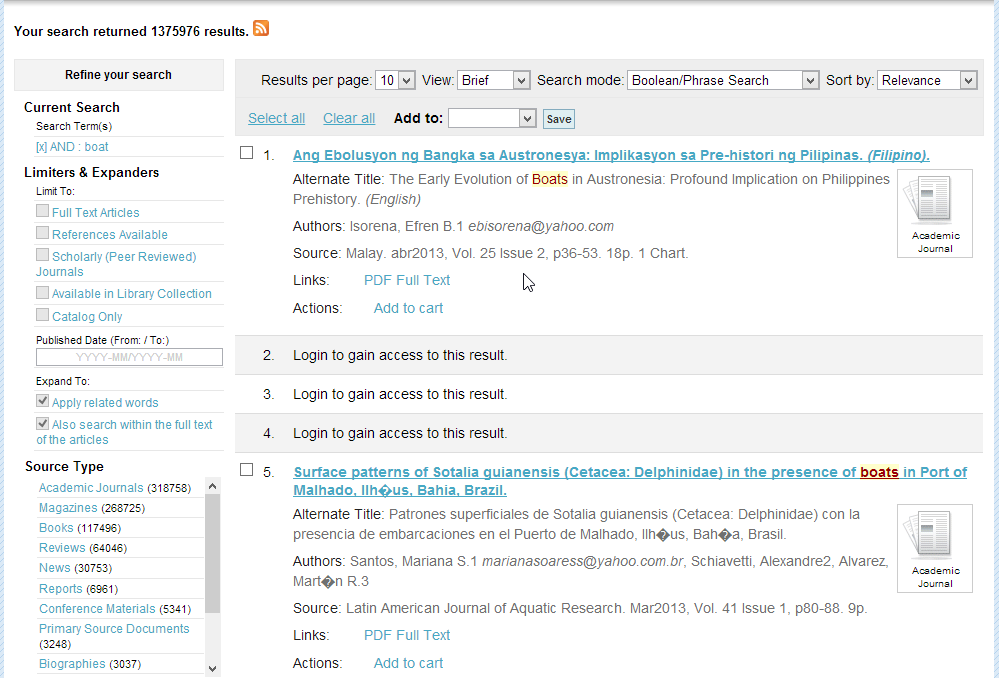 Your search returned 1375976 results.
Refine your search
Current Search
Search Term(s)
[x] AND : boat
Limiters & Expanders
Limit To:
Full Text Articles
References Available
Scholarly (Peer Reviewed)
Journals
Available in Library Collection
Catalog Only
Published Date (From: / To:)
YYYY-MM/YYYY-MM
Expand To:
Apply related words
Also search within the full text
of the articles
Source Type
Academic Journals (318758)
Magazines (268725)
Books (117496)
Reviews (64046)
News (30753)
Reports (6961)
Conference Materials (5341)
Primary Source Documents
(3248)
Biographies (3037)
Results per page: 10 View: Brief Search mode: Boolean/Phrase Search Sort by: Relevance
Select all Clear all Add to: Save
1. Ang Ebolusyon ng Bangka sa Austronesya: Implikasyon sa Pre-histori ng Pilipinas. (Filipino).
Alternate Title: The Early Evolution of Boats in Austronesia: Profound Implication on Philippines
Prehistory. (English)
Authors: Isorena, Efren B.1 ebisorena@yahoo.com
Source: Malay. abr2013, Vol. 25 Issue 2, p36-53. 18p. 1 Chart.
Links: PDF Full Text
Actions: Add to cart
Academic
Journal
2. Login to gain access to this result.
3. Login to gain access to this result.
4. Login to gain access to this result.
5. Surface patterns of Sotalia guianensis (Cetacea: Delphinidae) in the presence of boats in Port of
Malhado, Ilh�us, Bahia, Brazil.
Alternate Title: Patrones superficiales de Sotalia guianensis (Cetacea: Delphinidae) con la
presencia de embarcaciones en el Puerto de Malhado, Ilh�us, Bah�a, Brasil.
Authors: Santos, Mariana S.1 marianasoaress@yahoo.com.br, Schiavetti, Alexandre2, Alvarez,
Mart�n R.3
Source: Latin American Journal of Aquatic Research. Mar2013, Vol. 41 Issue 1, p80-88. 9p.
Links: PDF Full Text
Actions: Add to cart
Academic
Journal